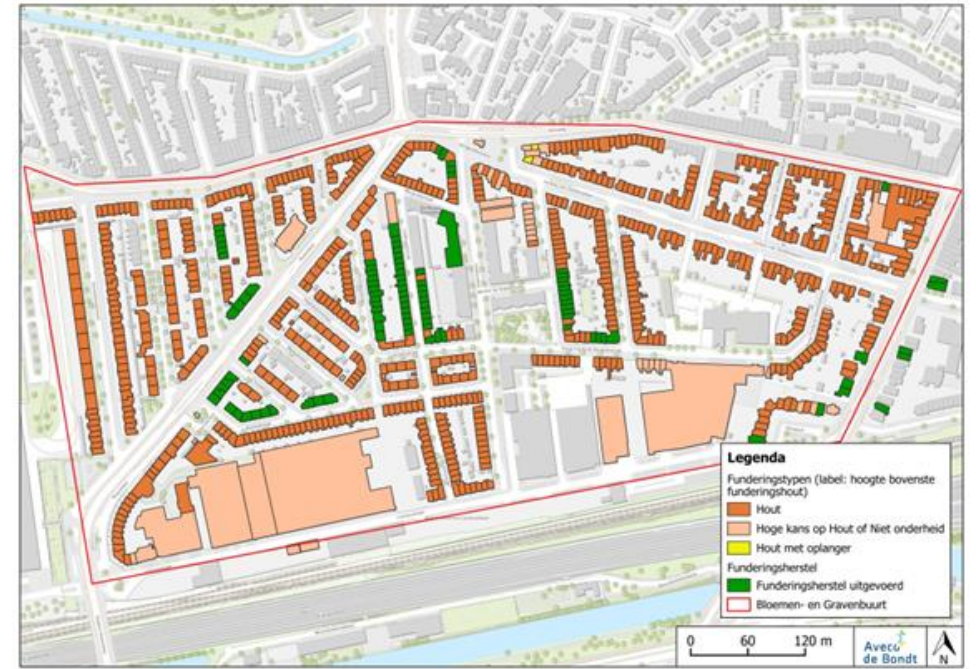 Legenda
Funderingstypen (label: hoogte bovenste
funderingshout)
Hout
Hoge kans op Hout of Niet onderheid
Hout met oplanger
Funderingsherstel
Funderingsherstel uitgevoerd
Bloemen- en Gravenbuurt
0 60 120 m
Aveco
de Bondt
N